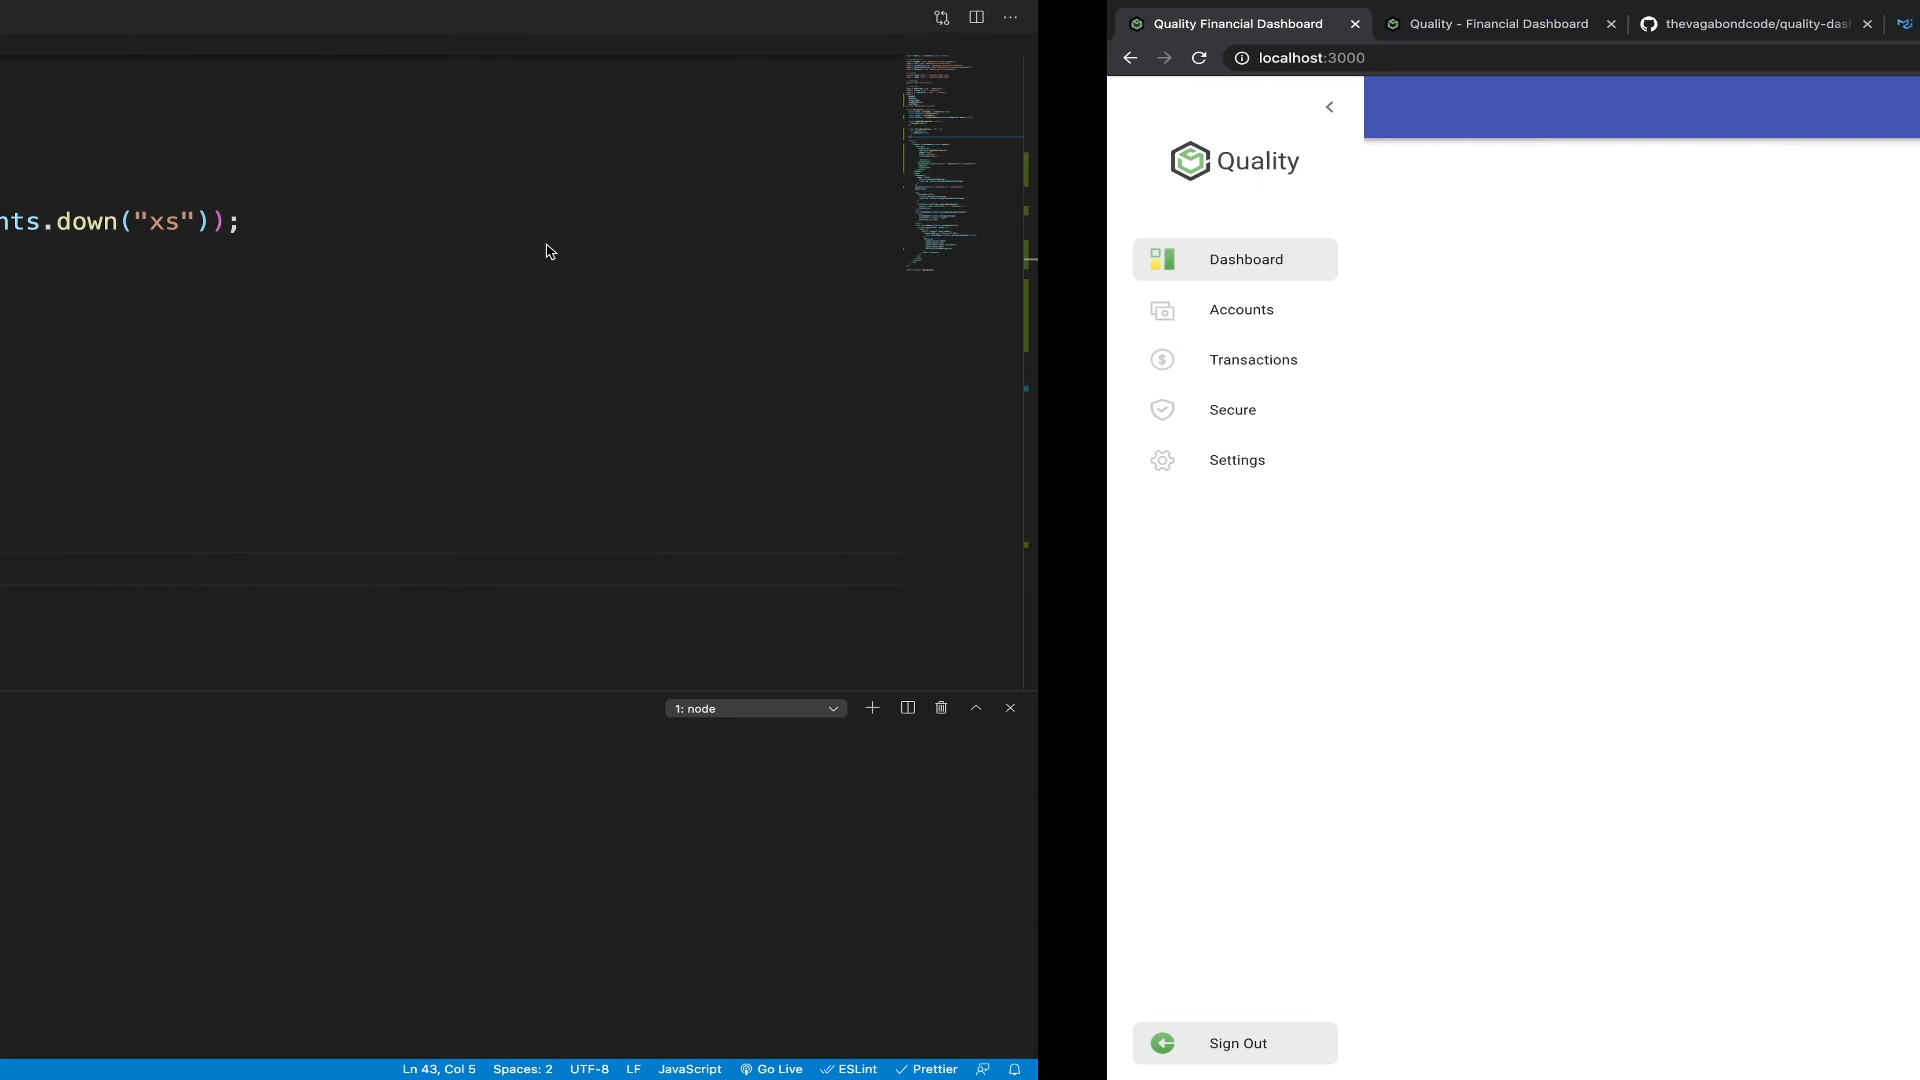 nts.down("xs"));
1: node
Ln 43, Col 5
Spaces: 2
UTF-8
LF
JavaScript
Go Live
ESLint
Prettier
Quality Financial Dashboard
Quality - Financial Dashboard
thevagabondcode/quality-das
localhost:3000
Quality
Dashboard
Accounts
Transactions
Secure
Settings
Sign Out